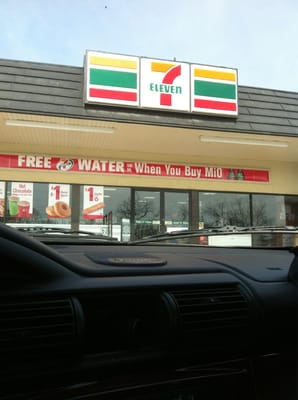 7
ELEVEN
FREE WATER When You Buy MiO
Hot
Chocolate
$1
$1